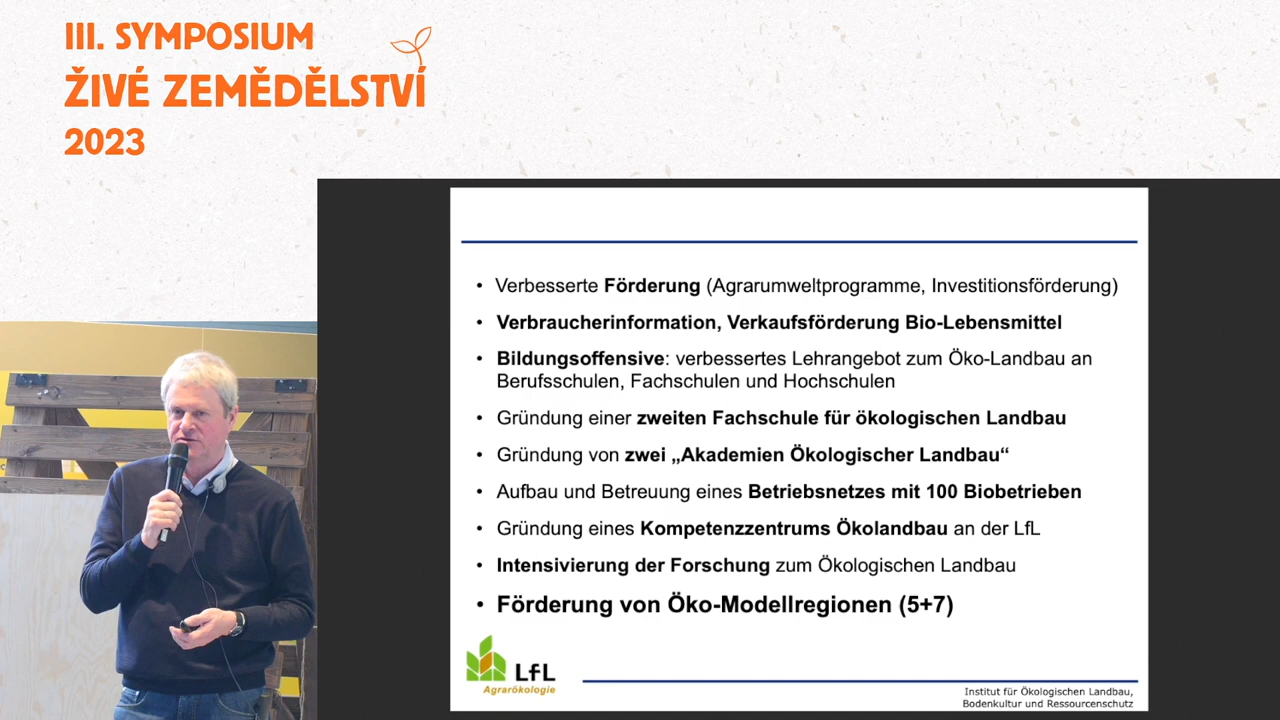 III. SYMPOSIUM
ŽIVÉ ZEMĚDĚLSTVÍ
2023
• Verbesserte Förderung (Agrarumweltprogramme, Investitionsförderung)
• Verbraucherinformation, Verkaufsförderung Bio-Lebensmittel
• Bildungsoffensive: verbessertes Lehrangebot zum Öko-Landbau an
Berufsschulen, Fachschulen und Hochschulen
• Gründung einer zweiten Fachschule für ökologischen Landbau
• Gründung von zwei „Akademien Ökologischer Landbau“
• Aufbau und Betreuung eines Betriebsnetzes mit 100 Biobetrieben
• Gründung eines Kompetenzzentrums Ökolandbau an der LfL
• Intensivierung der Forschung zum Ökologischen Landbau
• Förderung von Öko-Modellregionen (5+7)
LfL
Agrarökologie
Institut für Ökologischen Landbau,
Bodenkultur und Ressourcenschutz